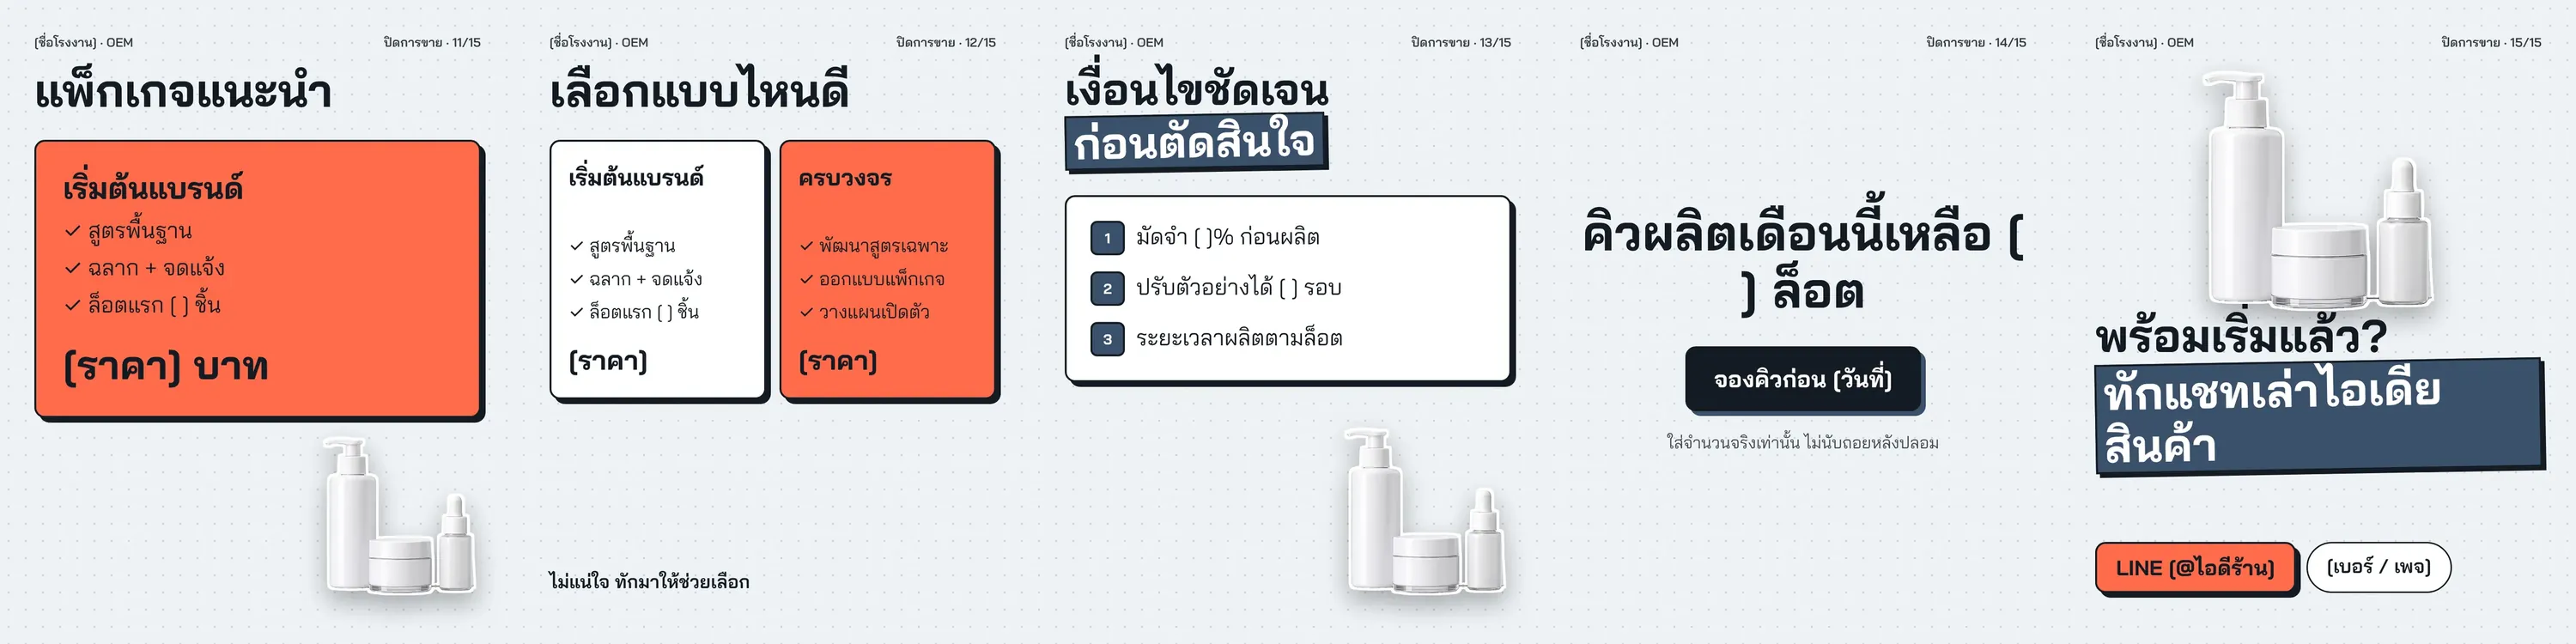 (ชื่อโรงงาน) · OEM
ปิดการขาย · 11/15
แพ็กเกจแนะนำ
เริ่มต้นแบรนด์
✓ สูตรพื้นฐาน
✓ ฉลาก + จดแจ้ง
✓ ล็อตแรก ( ) ชิ้น
(ราคา) บาท
(ชื่อโรงงาน) · OEM
ปิดการขาย · 12/15
เลือกแบบไหนดี
เริ่มต้นแบรนด์
✓ สูตรพื้นฐาน
✓ ฉลาก + จดแจ้ง
✓ ล็อตแรก ( ) ชิ้น
(ราคา)
ครบวงจร
✓ พัฒนาสูตรเฉพาะ
✓ ออกแบบแพ็กเกจ
✓ วางแผนเปิดตัว
(ราคา)
ไม่แน่ใจ ทักมาให้ช่วยเลือก
(ชื่อโรงงาน) · OEM
ปิดการขาย · 13/15
เงื่อนไขชัดเจน
ก่อนตัดสินใจ
1 มัดจำ ( )% ก่อนผลิต
2 ปรับตัวอย่างได้ ( ) รอบ
3 ระยะเวลาผลิตตามล็อต
(ชื่อโรงงาน) · OEM
ปิดการขาย · 14/15
คิวผลิตเดือนนี้เหลือ (
) ล็อต
จองคิวก่อน (วันที่)
ใส่จำนวนจริงเท่านั้น ไม่นับถอยหลังปลอม
(ชื่อโรงงาน) · OEM
ปิดการขาย · 15/15
พร้อมเริ่มแล้ว?
ทักแชทเล่าไอเดีย
สินค้า
LINE (@ไอดีร้าน)
(เบอร์ / เพจ)